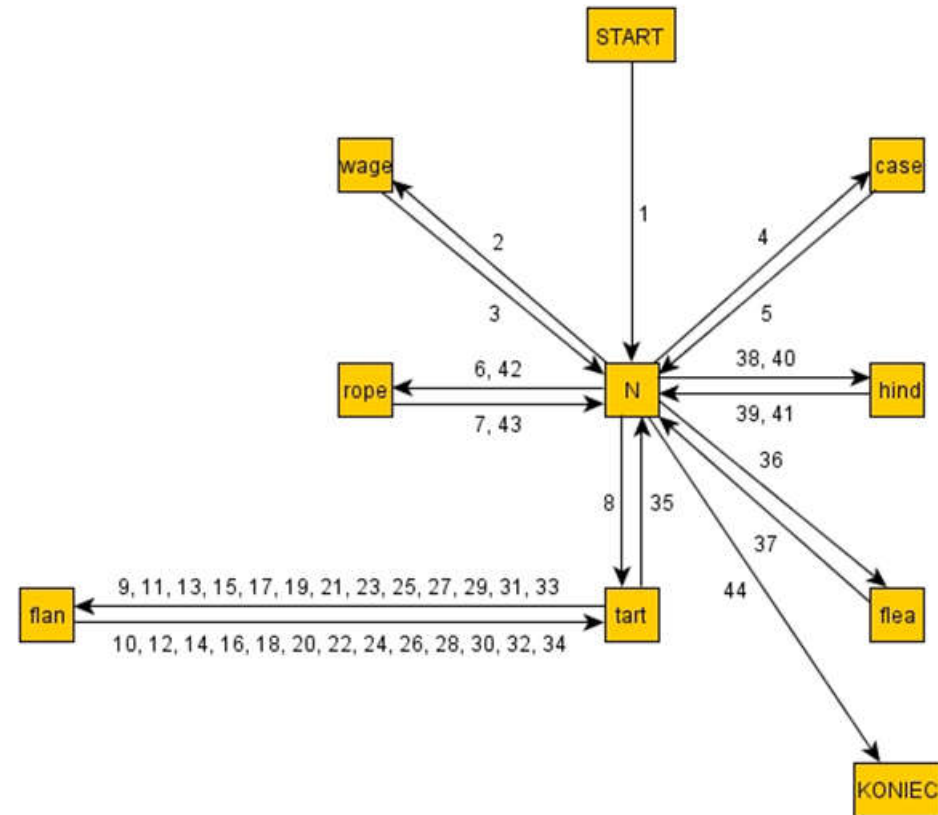 START
wage
case
1
2
4
3
5
6, 42
38, 40
rope
N
hind
7, 43
39, 41
36
8
35
37
9, 11, 13, 15, 17, 19, 21, 23, 25, 27, 29, 31, 33
44
flan
tart
flea
10, 12, 14, 16, 18, 20, 22, 24, 26, 28, 30, 32, 34
KONIEC